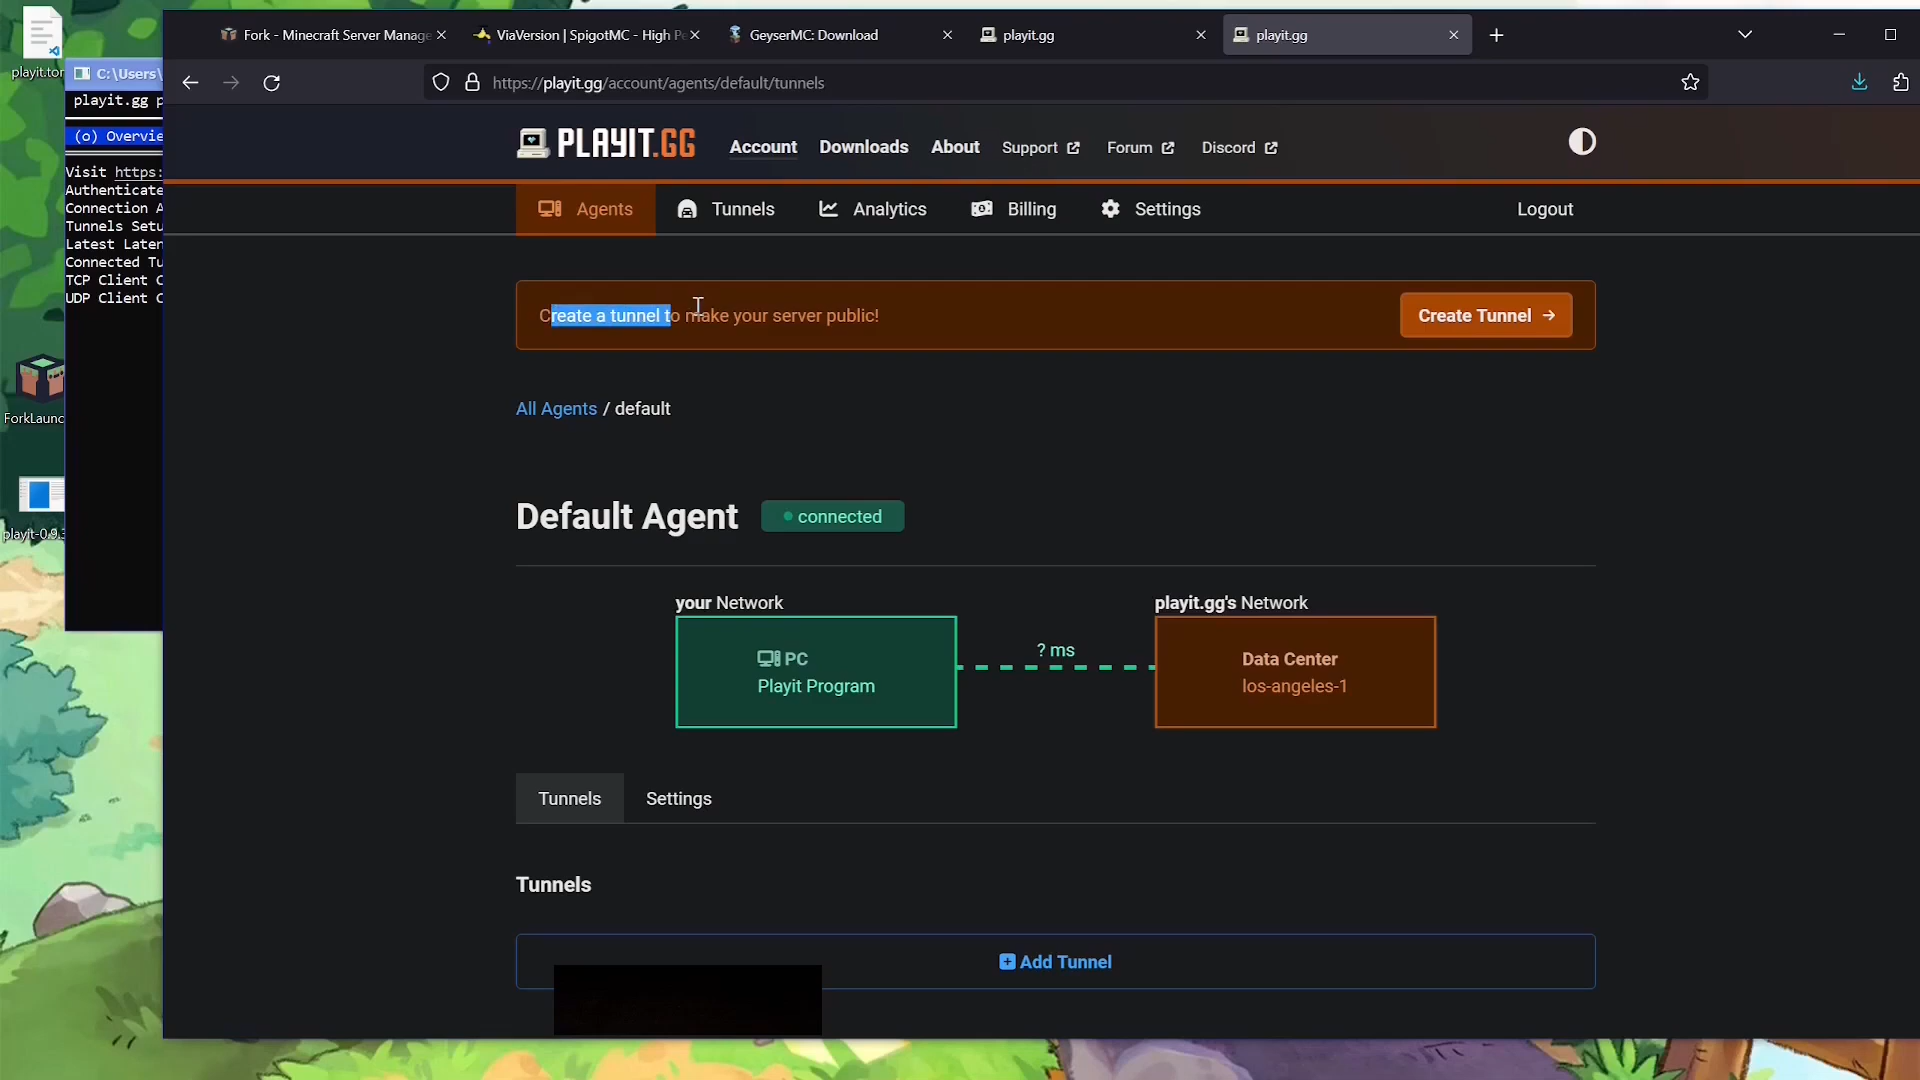 Fork - Minecraft Server Manage
ViaVersion | SpigotMC - High Pe
GeyserMC: Download
playit.gg
playit.gg
https://playit.gg/account/agents/default/tunnels
PLAYIT.GG
Account
Downloads
About
Support
Forum
Discord
Agents
Tunnels
Analytics
Billing
Settings
Logout
Create a tunnel to make your server public!
Create Tunnel →
All Agents / default
Default Agent
connected
your Network
playit.gg's Network
PC
Playit Program
? ms
Data Center
los-angeles-1
Tunnels
Settings
Tunnels
Add Tunnel
playit.tor
C:\Users\
playit.gg p
(o) Overvie
Visit https:
Authenticate
Connection A
Tunnels Setu
Latest Laten
Connected Tu
TCP Client C
UDP Client C
ForkLaunc
playit-0.9.3